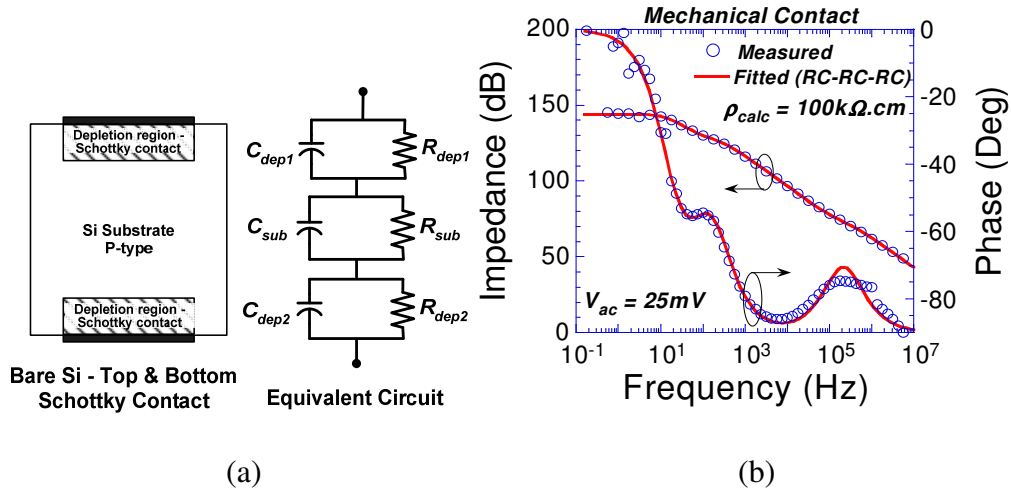 Depletion region -
Schottky contact
Si Substrate
P-type
Depletion region -
Schottky contact
Bare Si - Top & Bottom
Schottky Contact
C_dep1
R_dep1
C_sub
R_sub
C_dep2
R_dep2
Equivalent Circuit
(a)
Mechanical Contact
Measured
Fitted (RC-RC-RC)
ρ_calc = 100kΩ.cm
V_ac = 25mV
Impedance (dB)
200
150
100
50
0
Phase (Deg)
0
-20
-40
-60
-80
10^-1
10^1
10^3
10^5
10^7
Frequency (Hz)
(b)